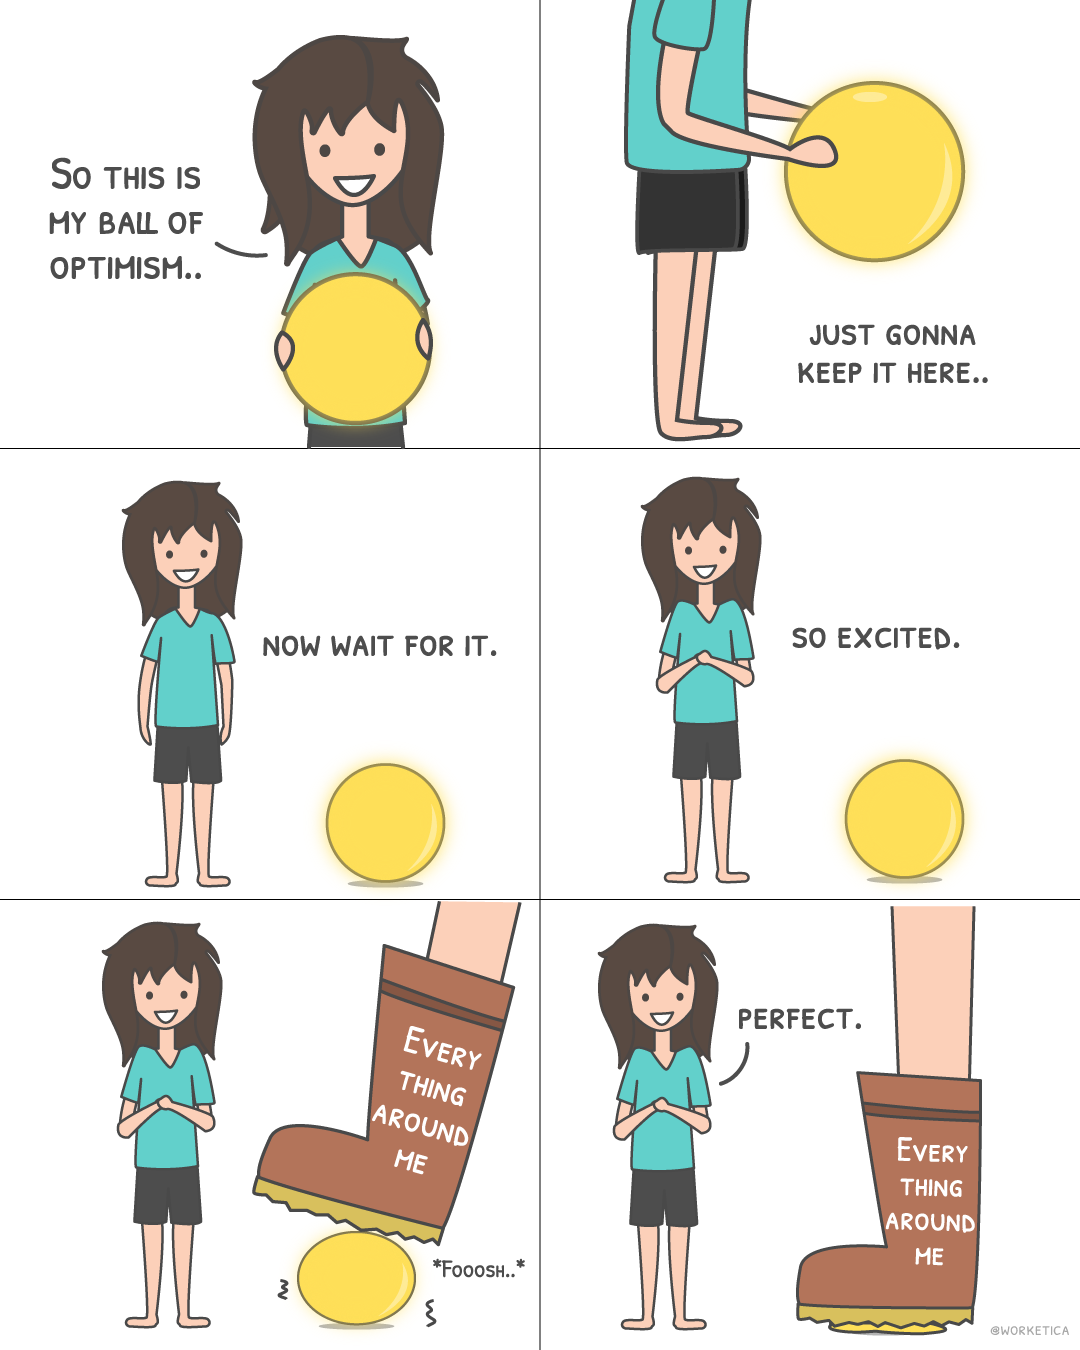 So this is
my ball of
optimism..
just gonna
keep it here..
now wait for it.
so excited.
Every
thing
around
me
*Fooosh..*
perfect.
Every
thing
around
me
@worketica